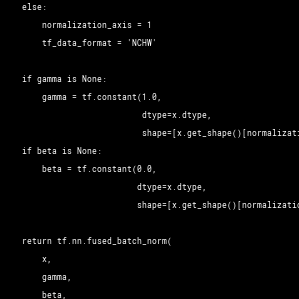 else:
normalization_axis = 1
tf_data_format = 'NCHW'
if gamma is None:
gamma = tf.constant(1.0,
dtype=x.dtype,
shape=[x.get_shape()[normalizati
if beta is None:
beta = tf.constant(0.0,
dtype=x.dtype,
shape=[x.get_shape()[normalizatio
return tf.nn.fused_batch_norm(
x,
gamma,
beta,